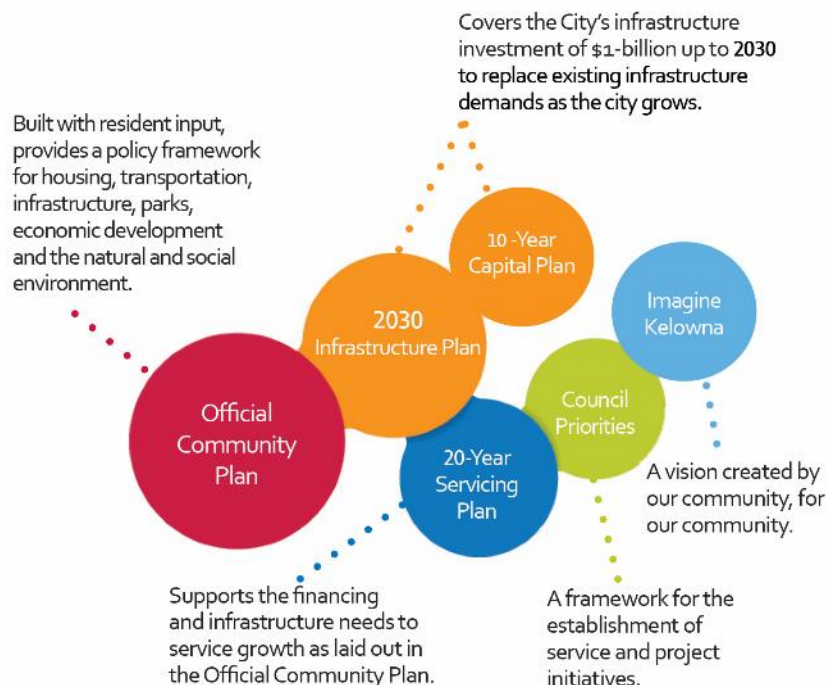 Covers the City's infrastructure
investment of $1-billion up to 2030
to replace existing infrastructure
demands as the city grows.
Built with resident input,
provides a policy framework
for housing, transportation,
infrastructure, parks,
economic development
and the natural and social
environment.
10 -Year
Capital Plan
Imagine
Kelowna
2030
Infrastructure Plan
Official
Community
Plan
Council
Priorities
20-Year
Servicing
Plan
A vision created by
our community, for
our community.
Supports the financing
and infrastructure needs to
service growth as laid out in
the Official Community Plan.
A framework for the
establishment of
service and project
initiatives.